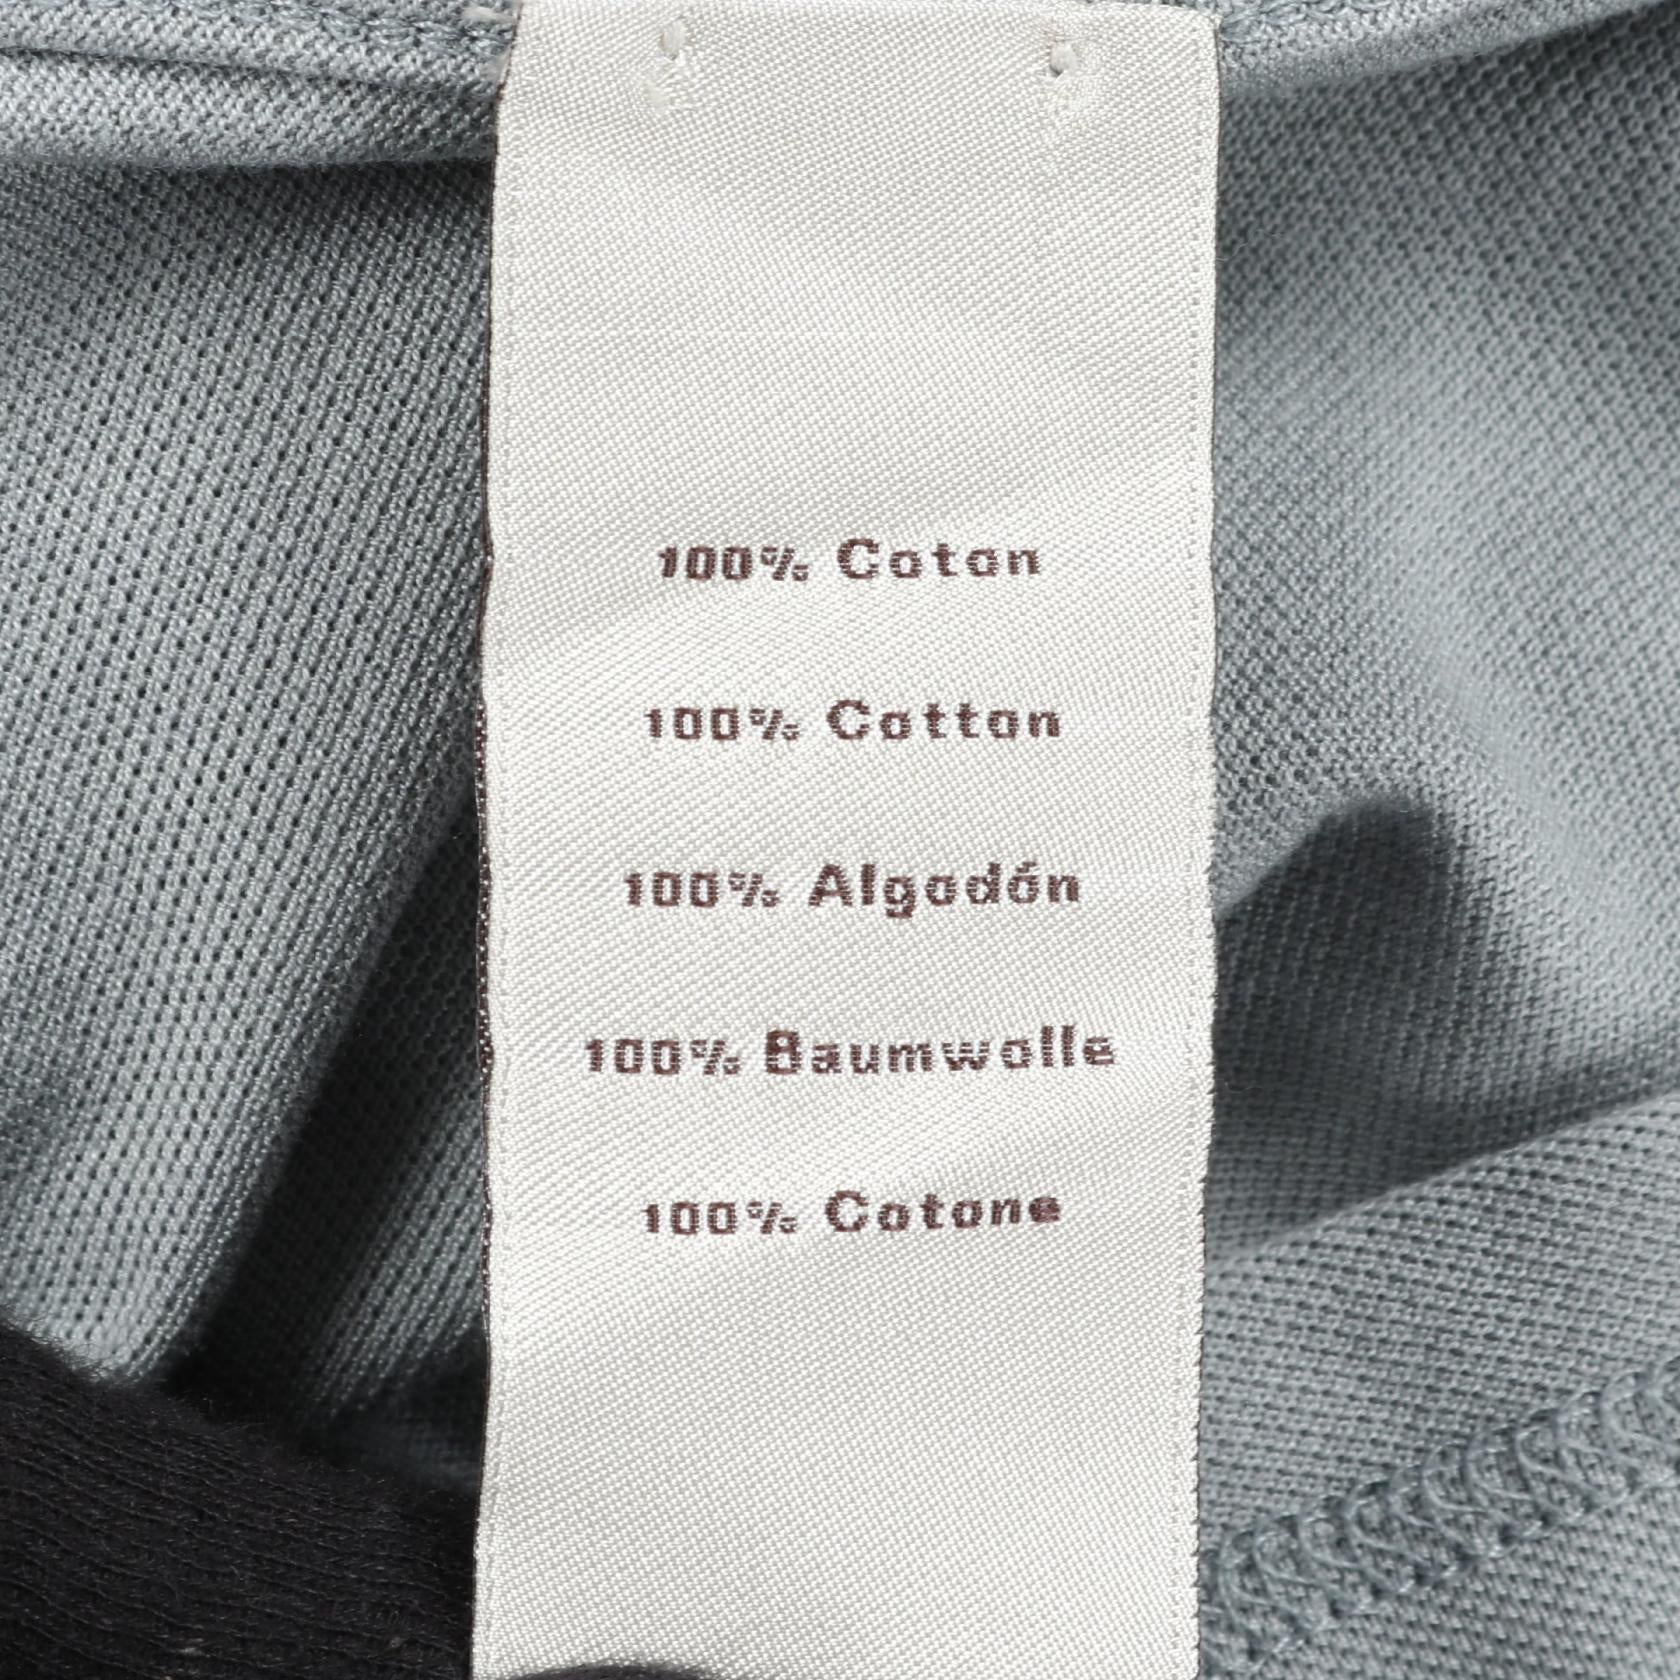 100% Coton
100% Cotton
100% Algodón
100% Baumwolle
100% Cotone